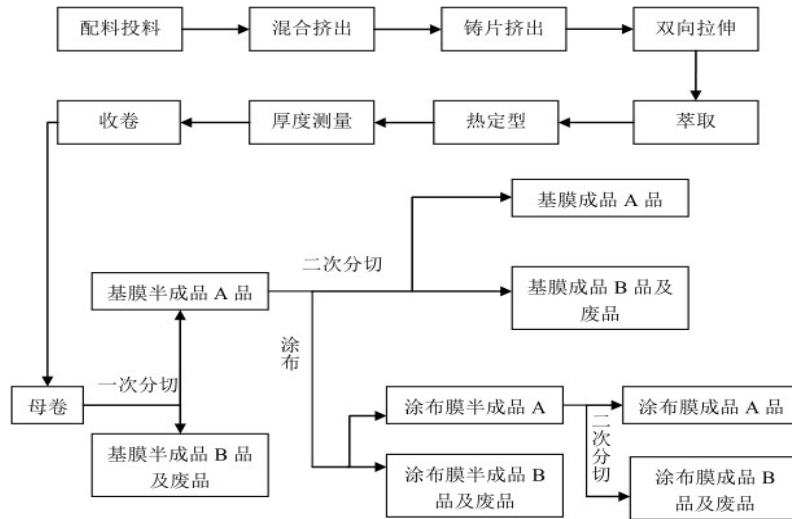 配料投料
混合挤出
铸片挤出
双向拉伸
收卷
厚度测量
热定型
萃取
基膜成品 A 品
二次分切
基膜半成品 A 品
基膜成品 B 品及
废品
涂布
一次分切
母卷
涂布膜半成品 A
涂布膜成品 A 品
二次分切
基膜半成品 B 品
及废品
涂布膜半成品 B
品及废品
涂布膜成品 B
品及废品